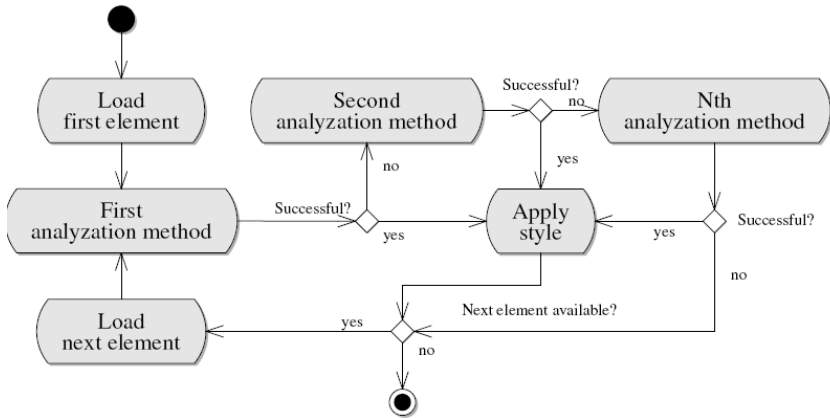 Load
first element
Second
analyzation method
Successful?
no
yes
Nth
analyzation method
no
First
analyzation method
Successful?
yes
Apply
style
yes
Successful?
no
Load
next element
yes
Next element available?
no